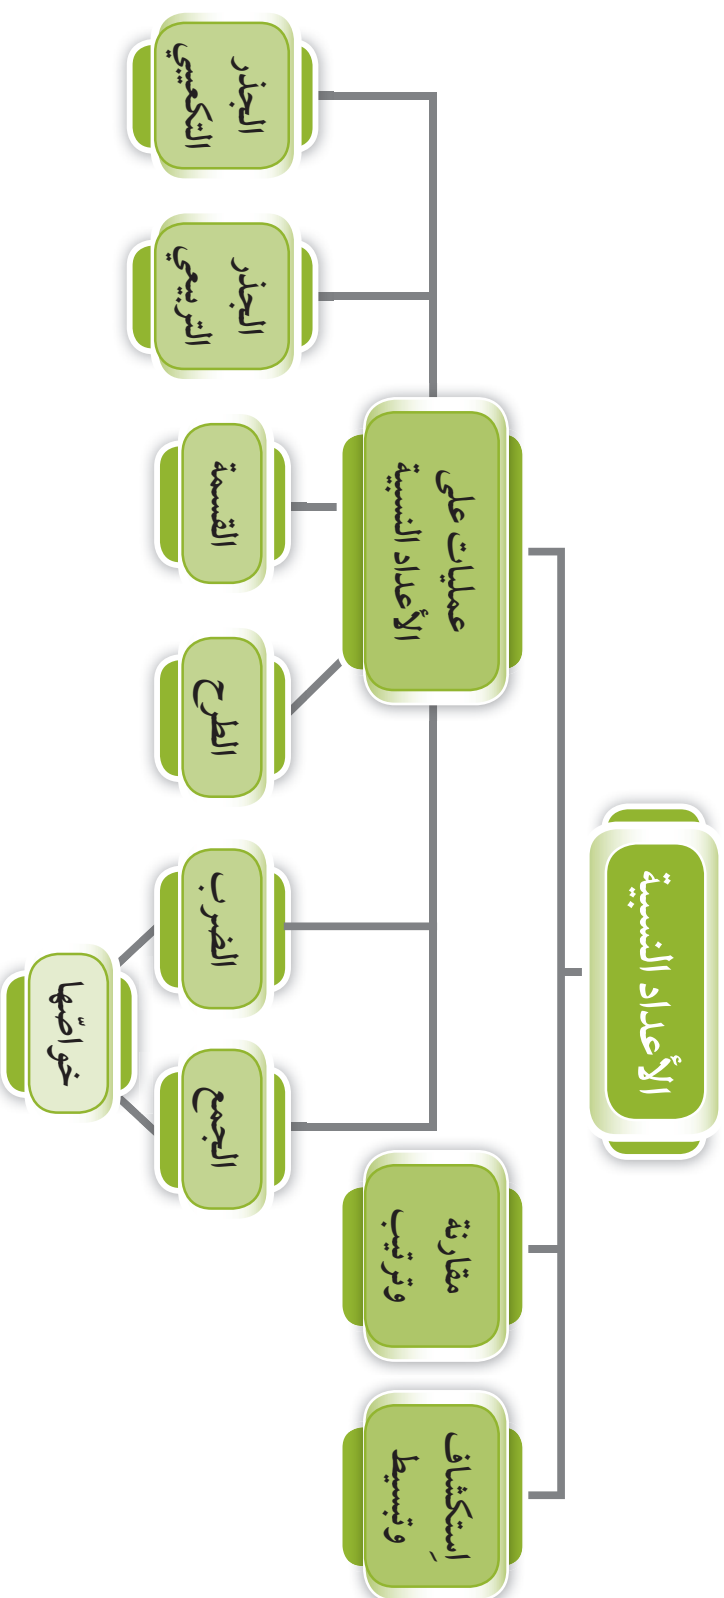 الأعداد النسبية
اِستكشاف
وتبسيط
مقارنة
وترتيب
عمليات على
الأعداد النسبية
الجمع
الضرب
الطرح
القسمة
الجذر
التربيعي
الجذر
التكعيبي
خواصّها